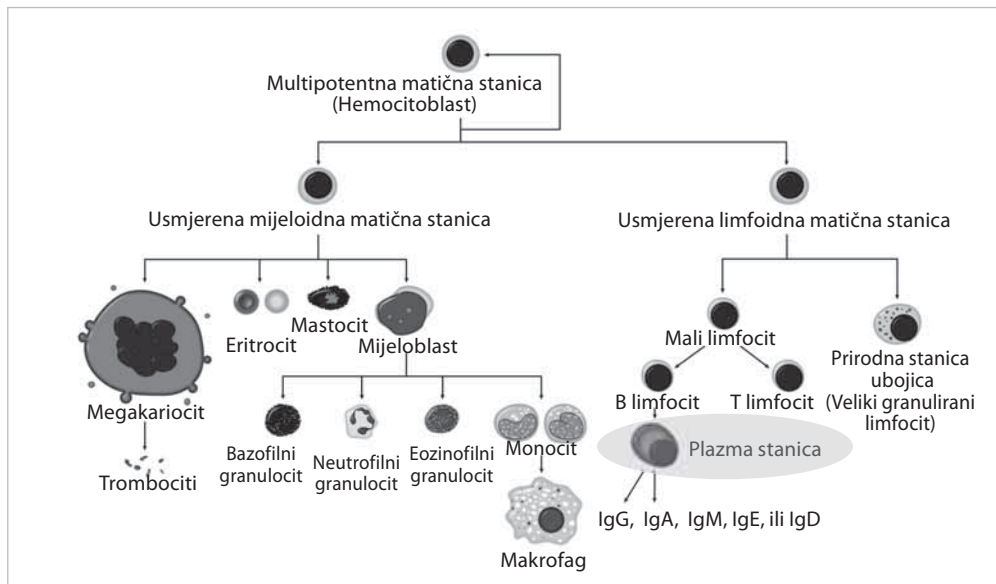 Multipotentna matična stanica
(Hemocitoblast)
Usmjerena mijeloidna matična stanica
Usmjerena limfoidna matična stanica
Megakariocit
Trombociti
Eritrocit
Mastocit
Mijeloblast
Bazofilni
granulocit
Neutrofilni
granulocit
Eozinofilni
granulocit
Monocit
Makrofag
Mali limfocit
Prirodna stanica
ubojica
(Veliki granulirani
limfocit)
B limfocit
T limfocit
Plazma stanica
IgG, IgA, IgM, IgE, ili IgD